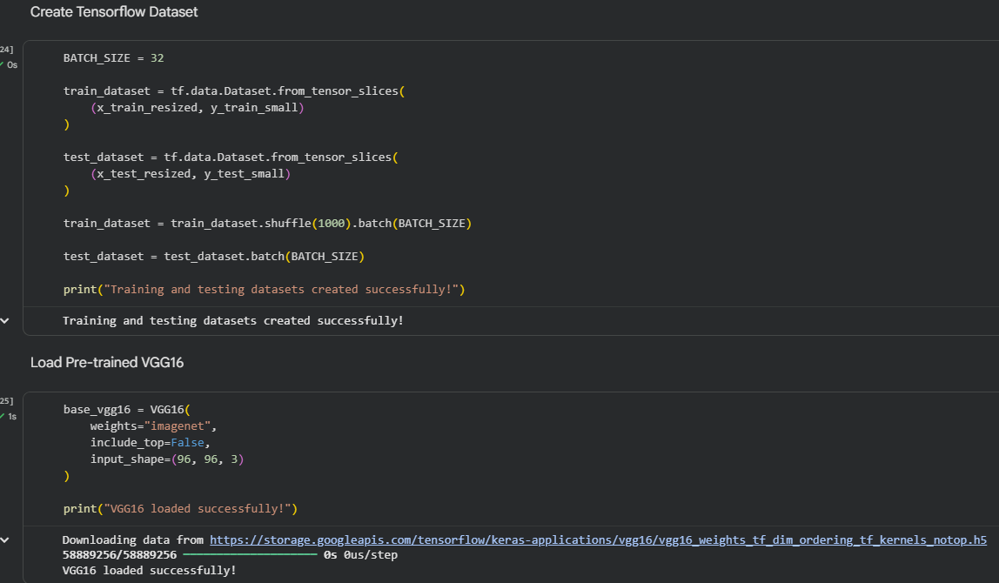 Create Tensorflow Dataset
24]
0s
BATCH_SIZE = 32
train_dataset = tf.data.Dataset.from_tensor_slices(
    (x_train_resized, y_train_small)
)
test_dataset = tf.data.Dataset.from_tensor_slices(
    (x_test_resized, y_test_small)
)
train_dataset = train_dataset.shuffle(1000).batch(BATCH_SIZE)
test_dataset = test_dataset.batch(BATCH_SIZE)
print("Training and testing datasets created successfully!")
Training and testing datasets created successfully!
Load Pre-trained VGG16
25]
1s
base_vgg16 = VGG16(
    weights="imagenet",
    include_top=False,
    input_shape=(96, 96, 3)
)
print("VGG16 loaded successfully!")
Downloading data from https://storage.googleapis.com/tensorflow/keras-applications/vgg16/vgg16_weights_tf_dim_ordering_tf_kernels_notop.h5
58889256/58889256 ━━━━━━━━━━━━━━━━━━━━ 0s 0us/step
VGG16 loaded successfully!